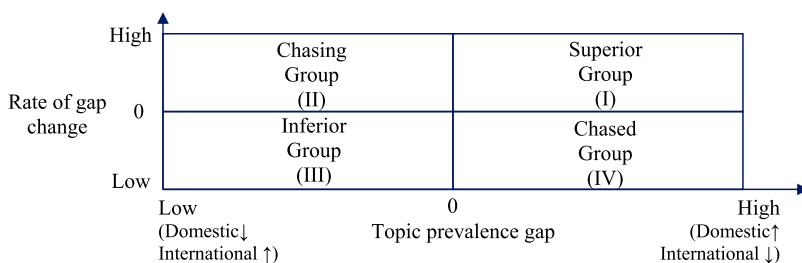 High
Chasing
Group
(II)
Superior
Group
(I)
Rate of gap
change
0
Inferior
Group
(III)
Chased
Group
(IV)
Low
Low
(Domestic↓
International ↑)
0
Topic prevalence gap
High
(Domestic↑
International ↓)